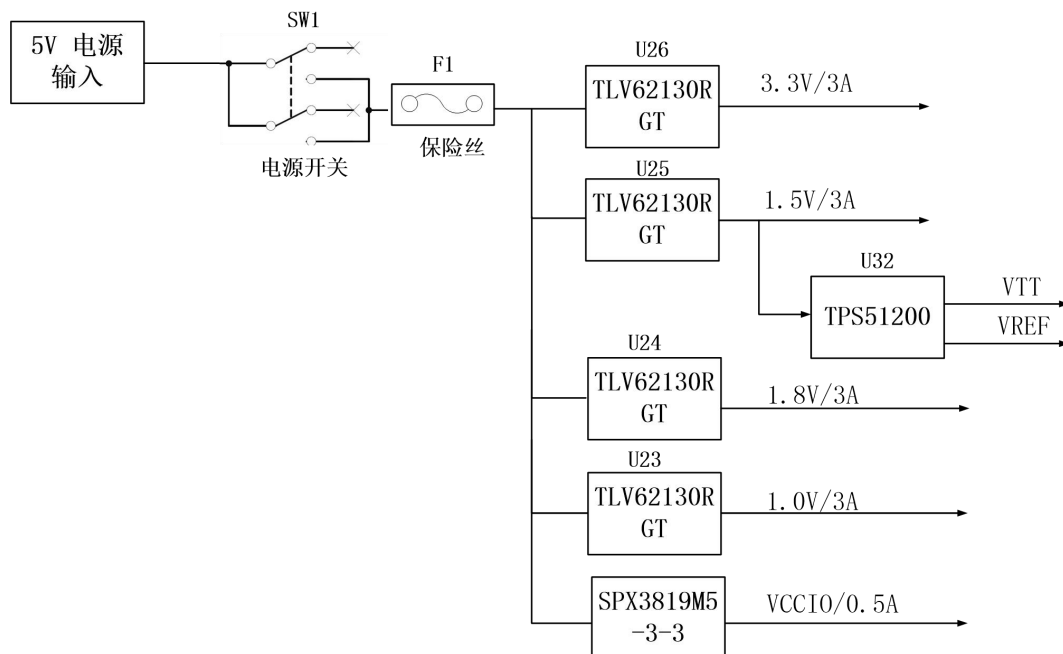 SW1
5V 电源
输入
电源开关
F1
保险丝
U26
TLV62130R
GT
3.3V/3A
U25
TLV62130R
GT
1.5V/3A
U32
TPS51200
VTT
VREF
U24
TLV62130R
GT
1.8V/3A
U23
TLV62130R
GT
1.0V/3A
SPX3819M5
-3-3
VCCIO/0.5A